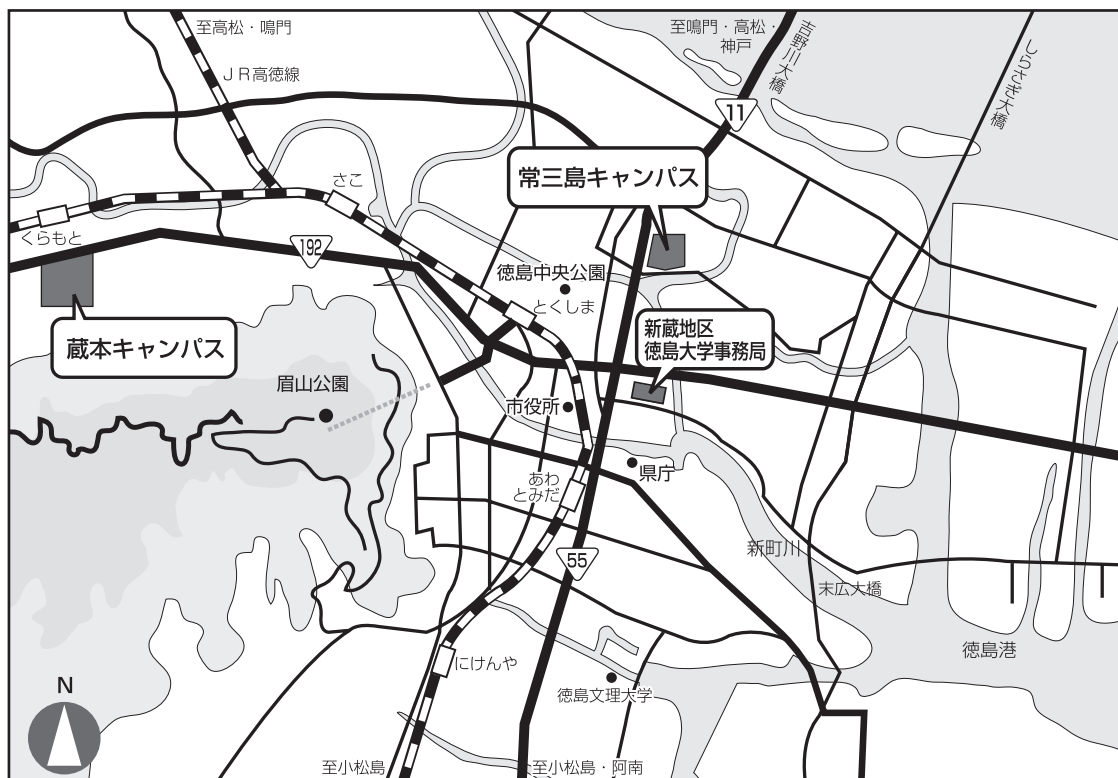 至高松・鳴門
至鳴門・高松・
神戸
吉野川大橋
しらさぎ大橋
JR高徳線
11
常三島キャンパス
さこ
くらもと
192
徳島中央公園
とくしま
新蔵地区
徳島大学事務局
蔵本キャンパス
眉山公園
市役所
県庁
あわ
とみだ
新町川
55
末広大橋
徳島港
にけんや
徳島文理大学
N
至小松島
至小松島・阿南